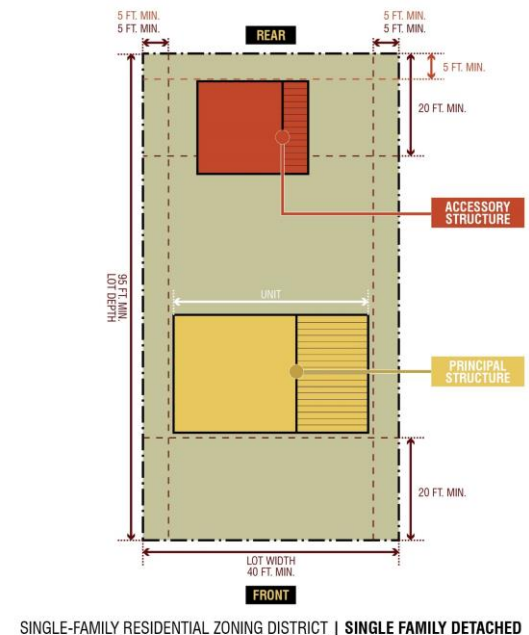 5 FT. MIN.
5 FT. MIN.
REAR
5 FT. MIN.
5 FT. MIN.
5 FT. MIN.
20 FT. MIN.
ACCESSORY
STRUCTURE
95 FT. MIN.
LOT DEPTH
UNIT
PRINCIPAL
STRUCTURE
20 FT. MIN.
LOT WIDTH
40 FT. MIN.
FRONT
SINGLE-FAMILY RESIDENTIAL ZONING DISTRICT | SINGLE FAMILY DETACHED